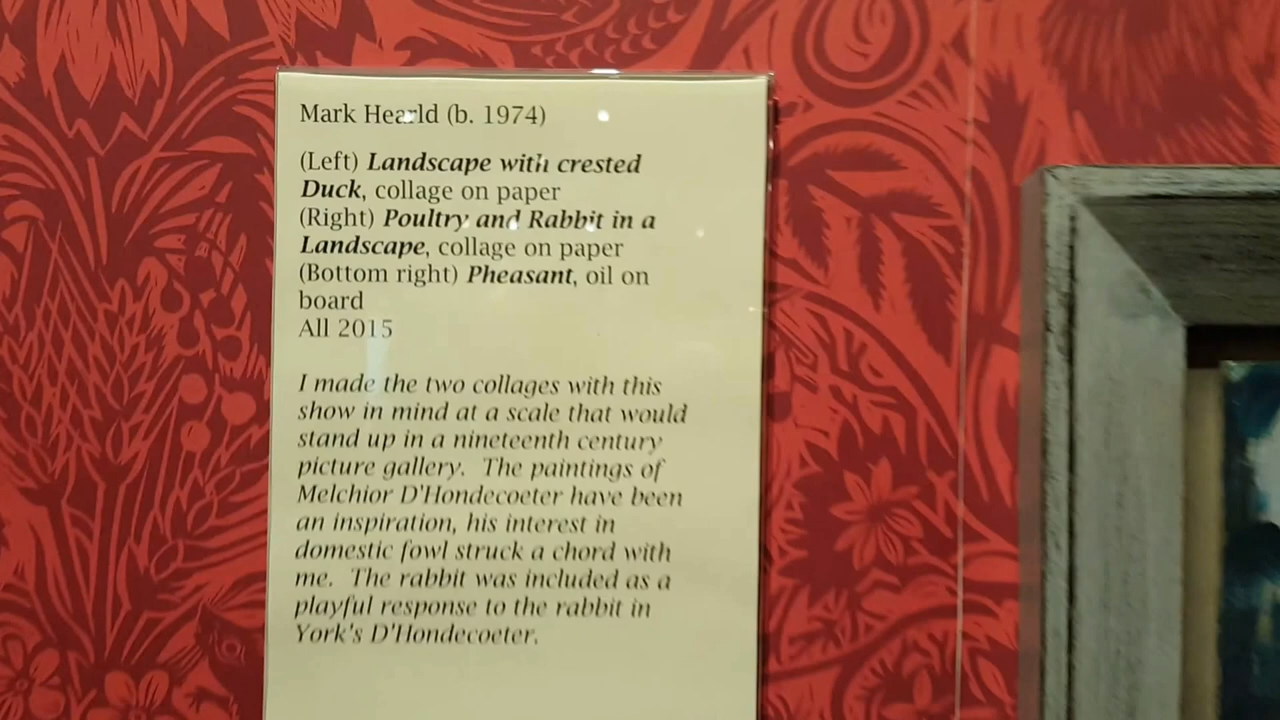 Mark Hearld (b. 1974)
(Left) Landscape with crested
Duck, collage on paper
(Right) Poultry and Rabbit in a
Landscape, collage on paper
(Bottom right) Pheasant, oil on
board
All 2015
I made the two collages with this
show in mind at a scale that would
stand up in a nineteenth century
picture gallery.  The paintings of
Melchior D'Hondecoeter have been
an inspiration, his interest in
domestic fowl struck a chord with
me.  The rabbit was included as a
playful response to the rabbit in
York's D'Hondecoeter.